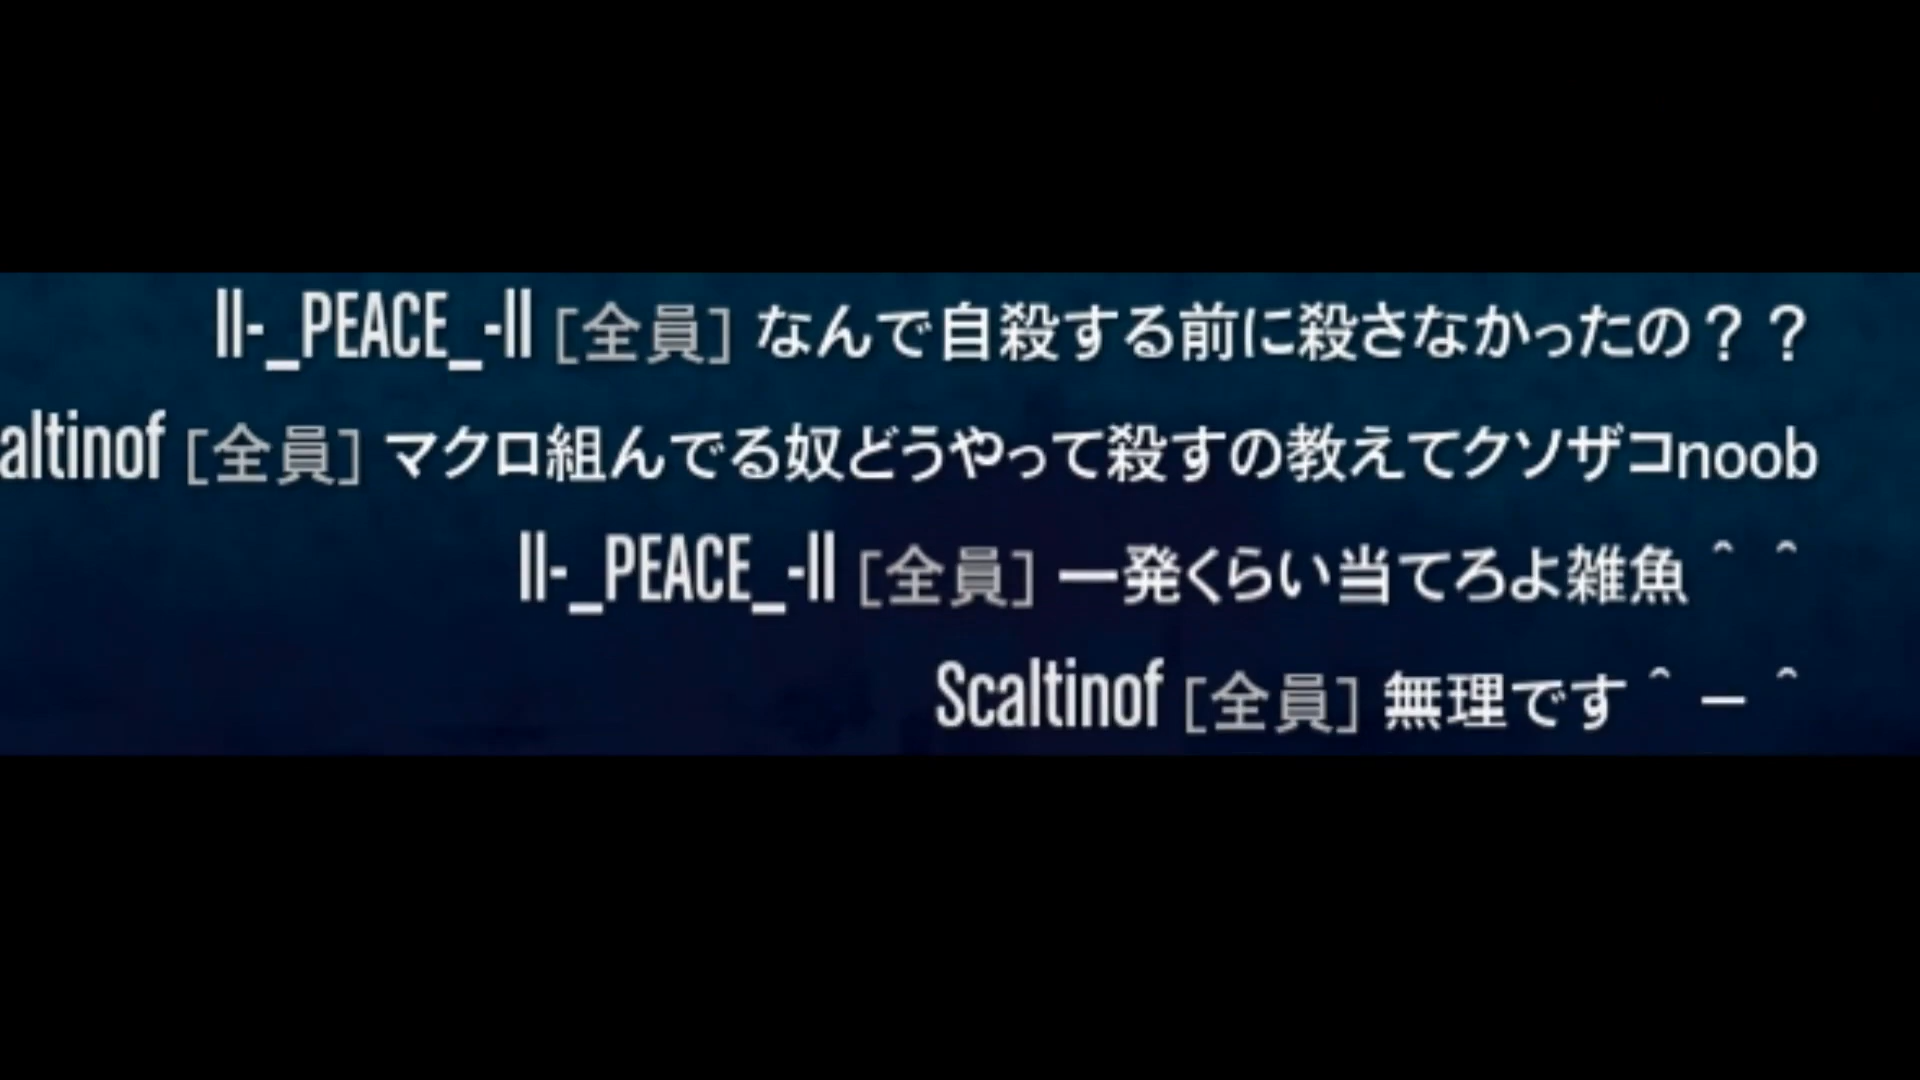 ll-_PEACE_-ll [全員] なんで自殺する前に殺さなかったの？？
altinof [全員] マクロ組んでる奴どうやって殺すの教えてクソザコnoob
ll-_PEACE_-ll [全員] 一発くらい当てろよ雑魚＾＾
Scaltinof [全員] 無理です＾－＾